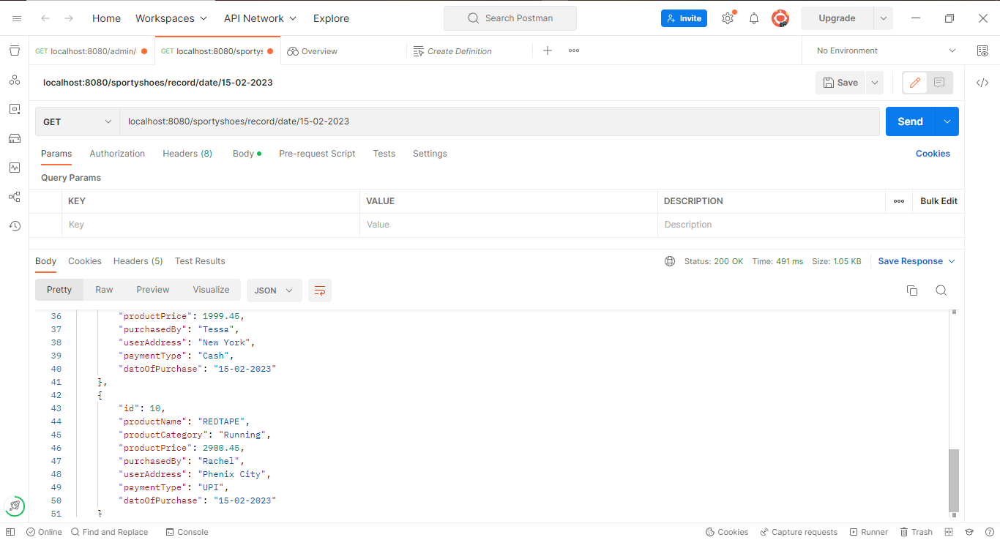 Home Workspaces API Network Explore Search Postman Invite Upgrade
GET localhost:8080/admin/ GET localhost:8080/sportys Overview Create Definition No Environment
localhost:8080/sportyshoes/record/date/15-02-2023 Save
GET localhost:8080/sportyshoes/record/date/15-02-2023 Send
Params Authorization Headers (8) Body Pre-request Script Tests Settings Cookies
Query Params
KEY VALUE DESCRIPTION Bulk Edit
Key Value Description
Body Cookies Headers (5) Test Results Status: 200 OK Time: 491 ms Size: 1.05 KB Save Response
Pretty Raw Preview Visualize JSON
36 "productPrice": 1999.45,
37 "purchasedBy": "Tessa",
38 "userAddress": "New York",
39 "paymentType": "Cash",
40 "datoOfPurchase": "15-02-2023"
41 },
42 {
43 "id": 10,
44 "productName": "REDTAPE",
45 "productCategory": "Running",
46 "productPrice": 2900.45,
47 "purchasedBy": "Rachel",
48 "userAddress": "Phenix City",
49 "paymentType": "UPI",
50 "datoOfPurchase": "15-02-2023"
51 }
Online Find and Replace Console Cookies Capture requests Runner Trash